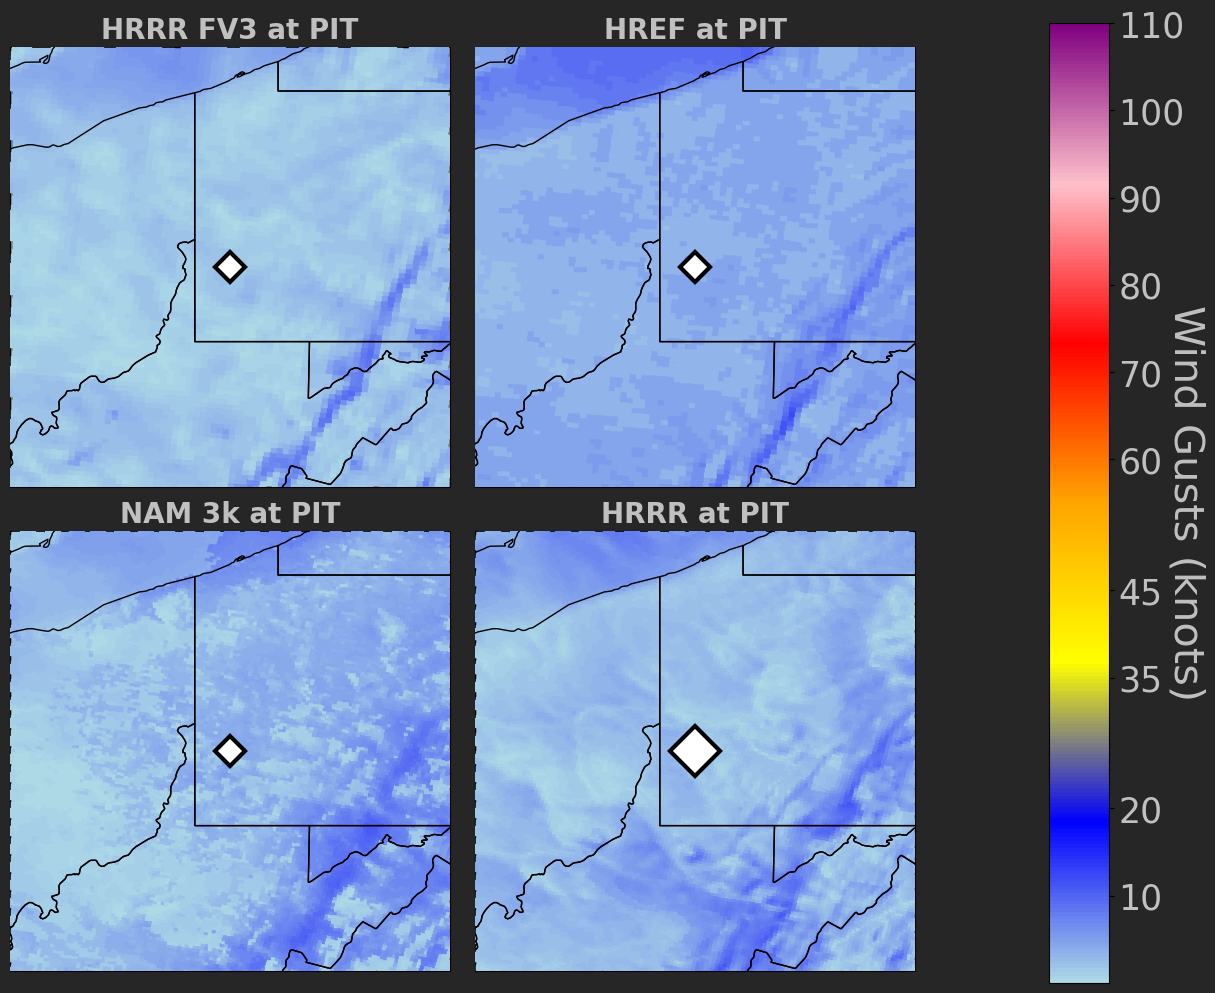 HRRR FV3 at PIT
HREF at PIT
NAM 3k at PIT
HRRR at PIT
110
100
90
80
70
60
45
35
20
10
Wind Gusts (knots)